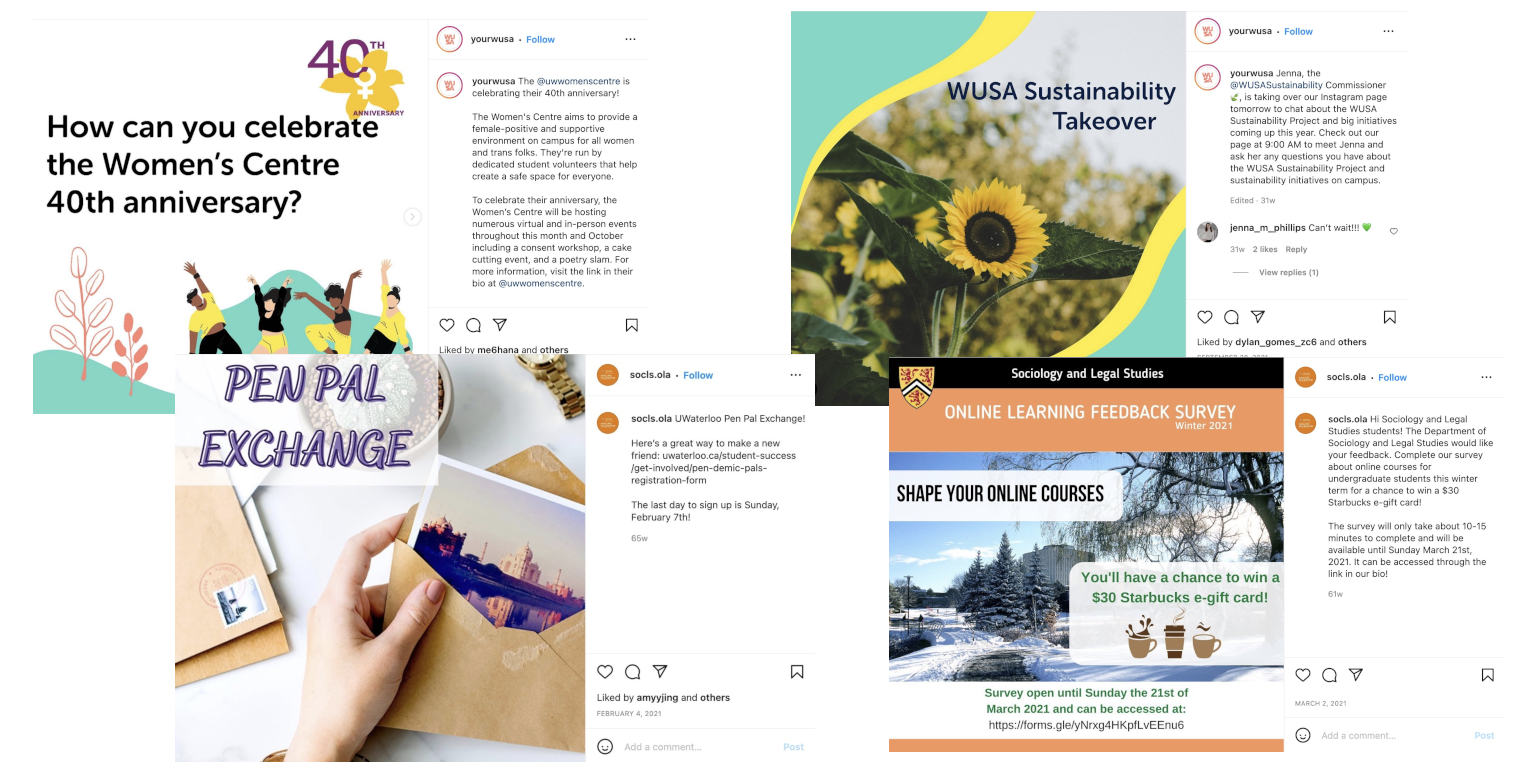 40TH
ANNIVERSARY
How can you celebrate
the Women's Centre
40th anniversary?
WU
SA
yourwusa • Follow
WU
SA
yourwusa The @uwwomenscentre is
celebrating their 40th anniversary!
The Women's Centre aims to provide a
female-positive and supportive
environment on campus for all women
and trans folks. They're run by
dedicated student volunteers that help
create a safe space for everyone.
To celebrate their anniversary, the
Women's Centre will be hosting
numerous virtual and in-person events
throughout this month and October
including a consent workshop, a cake
cutting event, and a poetry slam. For
more information, visit the link in their
bio at @uwwomenscentre.
Liked by me6hana and others
WUSA Sustainability
Takeover
WU
SA
yourwusa • Follow
WU
SA
yourwusa Jenna, the
@WUSASustainability Commissioner
🍃, is taking over our Instagram page
tomorrow to chat about the WUSA
Sustainability Project and big initiatives
coming up this year. Check out our
page at 9:00 AM to meet Jenna and
ask her any questions you have about
the WUSA Sustainability Project and
sustainability initiatives on campus.
Edited · 31w
jenna_m_phillips Can't wait!!! 💚
31w 2 likes Reply
View replies (1)
Liked by dylan_gomes_zc6 and others
PEN PAL
EXCHANGE
socls.ola • Follow
socls.ola UWaterloo Pen Pal Exchange!
Here's a great way to make a new
friend: uwaterloo.ca/student-success
/get-involved/pen-demic-pals-
registration-form
The last day to sign up is Sunday,
February 7th!
65w
Liked by amyyjing and others
FEBRUARY 4, 2021
Add a comment...
Post
Sociology and Legal Studies
ONLINE LEARNING FEEDBACK SURVEY
Winter 2021
SHAPE YOUR ONLINE COURSES
You'll have a chance to win a
$30 Starbucks e-gift card!
Survey open until Sunday the 21st of
March 2021 and can be accessed at:
https://forms.gle/yNrxg4HKpfLvEEnu6
socls.ola • Follow
socls.ola Hi Sociology and Legal
Studies students! The Department of
Sociology and Legal Studies would like
your feedback. Complete our survey
about online courses for
undergraduate students this winter
term for a chance to win a $30
Starbucks e-gift card!
The survey will only take about 10-15
minutes to complete and will be
available until Sunday March 21st,
2021. It can be accessed through the
link in our bio!
61w
MARCH 2, 2021
Add a comment...
Post